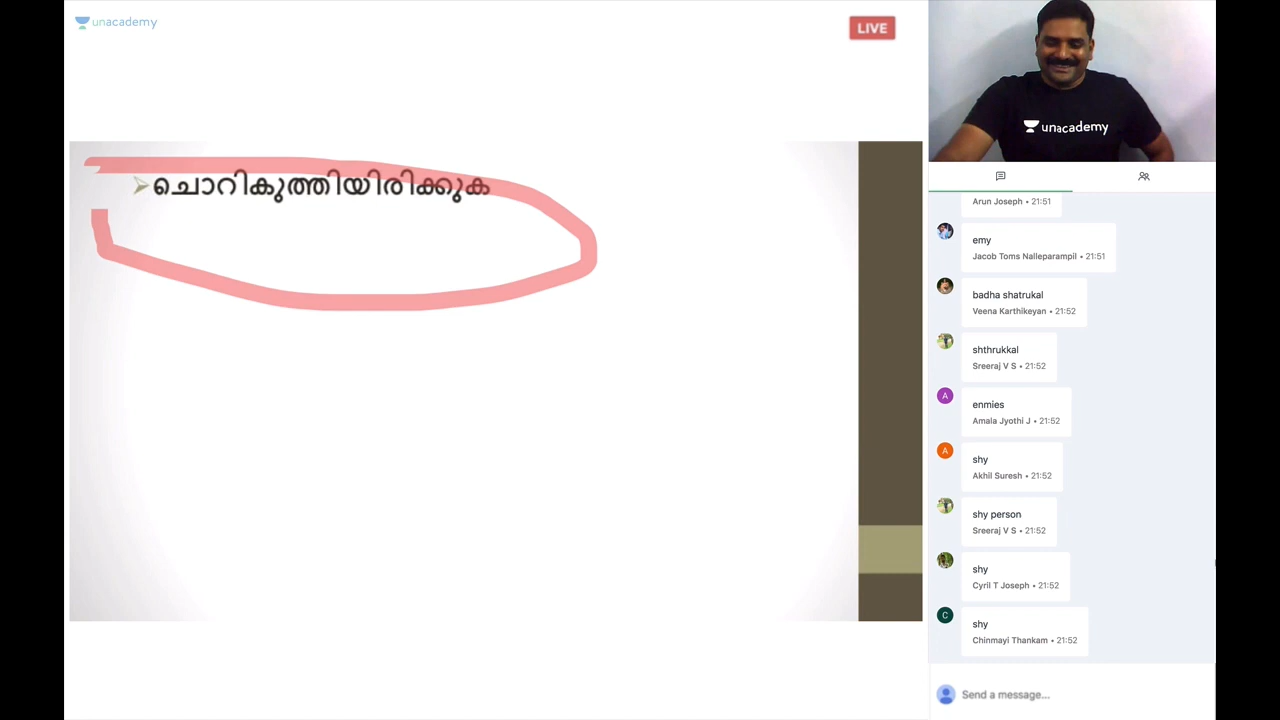 unacademy
LIVE
ചൊറികുത്തിയിരിക്കുക
unacademy
Arun Joseph • 21:51
emy
Jacob Toms Nalleparampil • 21:51
badha shatrukal
Veena Karthikeyan • 21:52
shthrukkal
Sreeraj V S • 21:52
A
enmies
Amala Jyothi J • 21:52
A
shy
Akhil Suresh • 21:52
shy person
Sreeraj V S • 21:52
shy
Cyril T Joseph • 21:52
C
shy
Chinmayi Thankam • 21:52
Send a message...